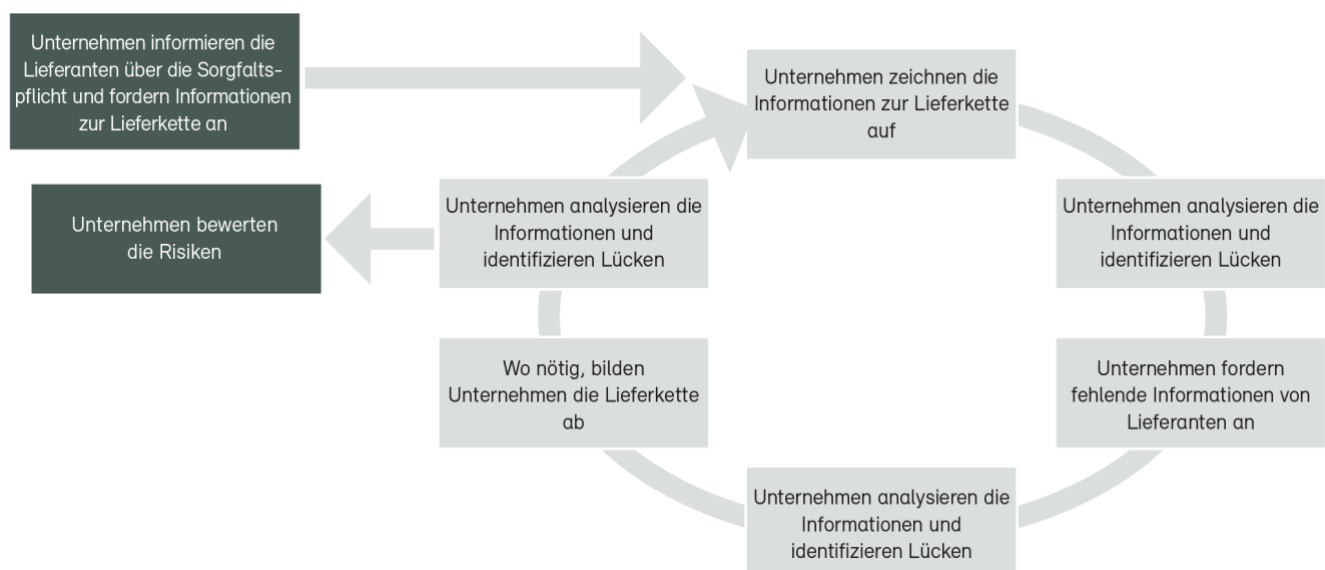 Unternehmen informieren die
Lieferanten über die Sorgfalts-
pflicht und fordern Informationen
zur Lieferkette an
Unternehmen zeichnen die
Informationen zur Lieferkette
auf
Unternehmen analysieren die
Informationen und
identifizieren Lücken
Unternehmen fordern
fehlende Informationen von
Lieferanten an
Unternehmen analysieren die
Informationen und
identifizieren Lücken
Wo nötig, bilden
Unternehmen die Lieferkette
ab
Unternehmen analysieren die
Informationen und
identifizieren Lücken
Unternehmen bewerten
die Risiken